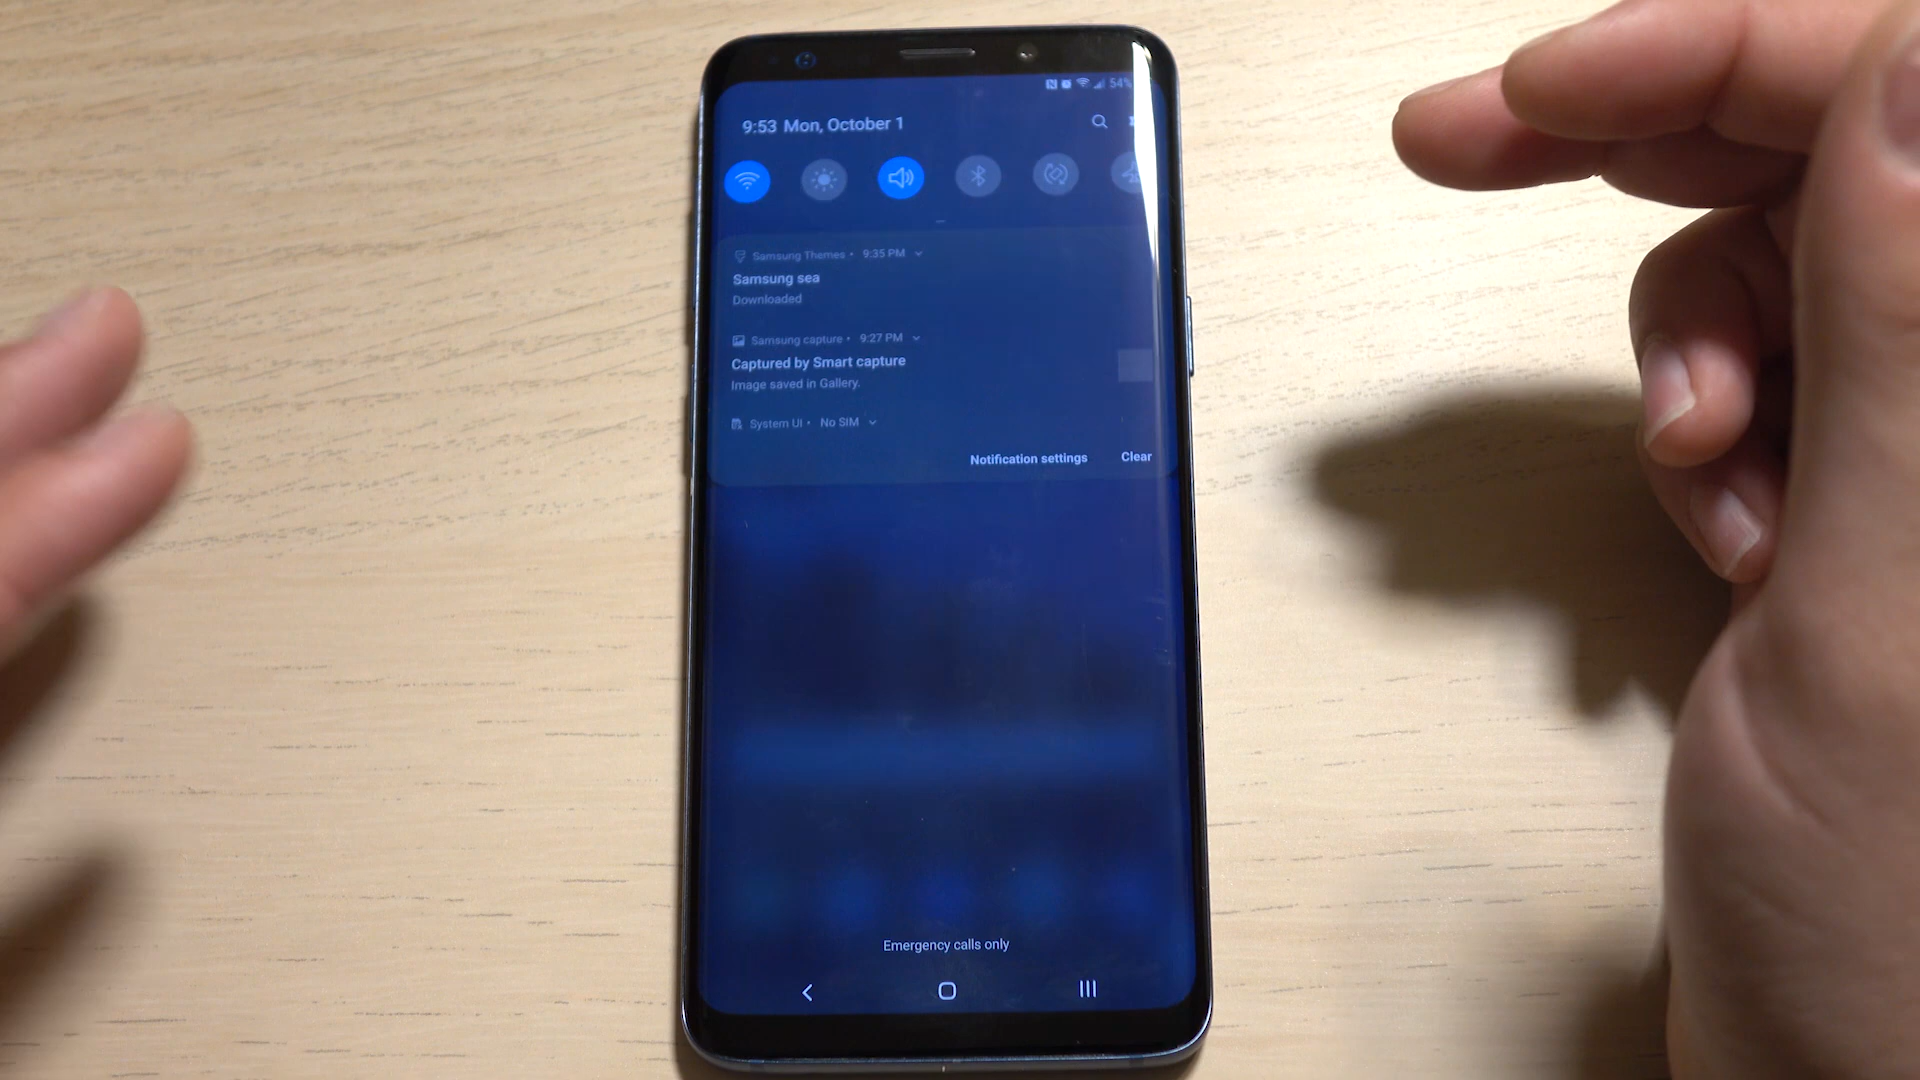 54%
9:53 Mon, October 1
Samsung Themes • 9:35 PM
Samsung sea
Downloaded
Samsung capture • 9:27 PM
Captured by Smart capture
Image saved in Gallery.
System UI • No SIM
Notification settings Clear
Emergency calls only